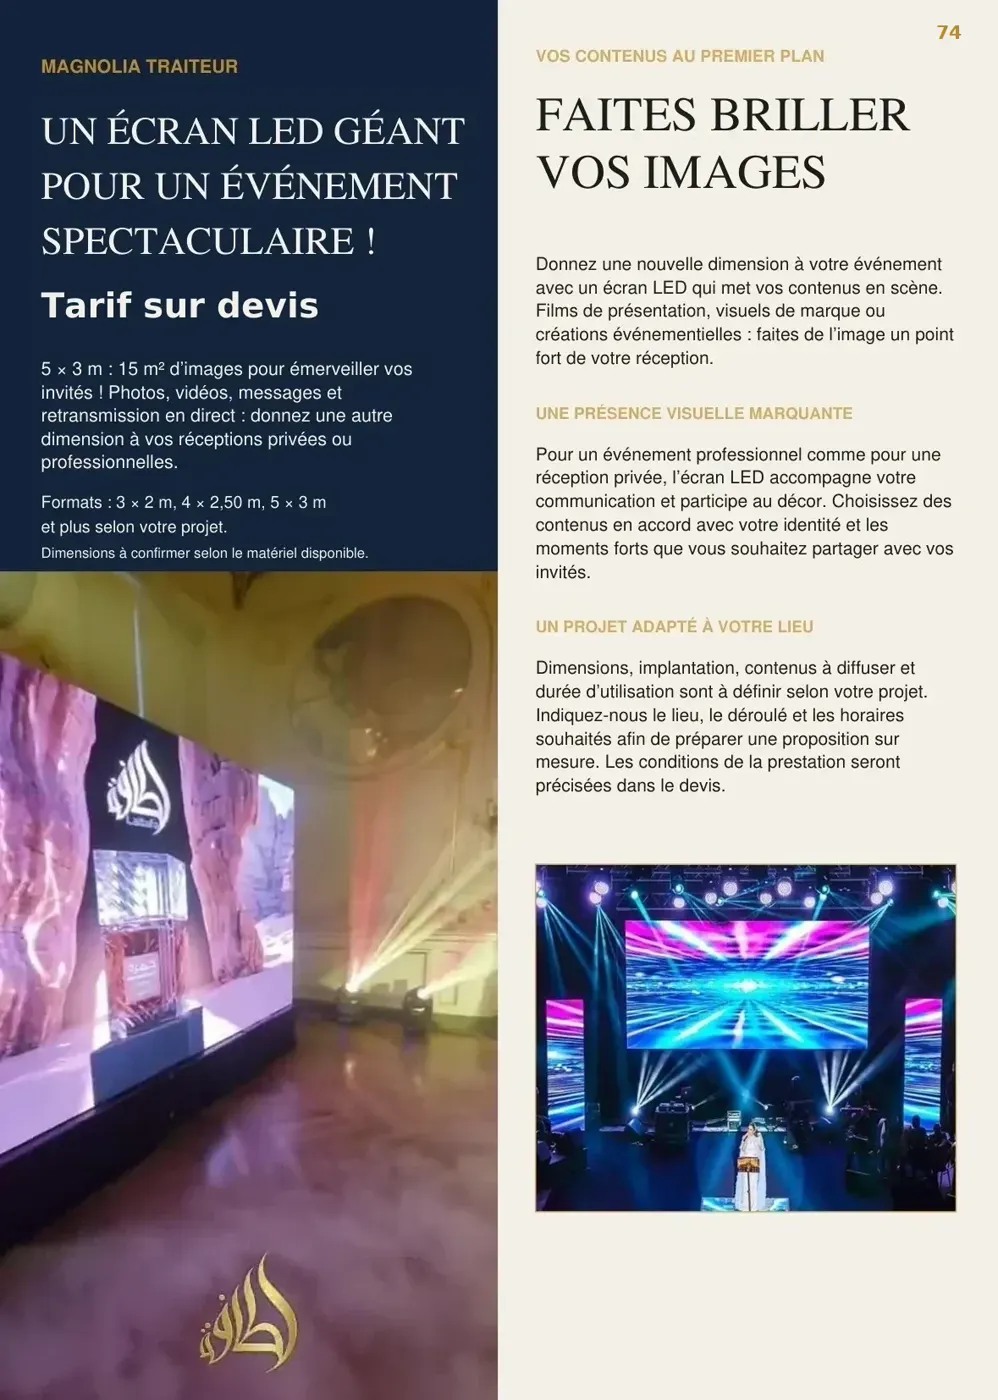 MAGNOLIA TRAITEUR
UN ÉCRAN LED GÉANT
POUR UN ÉVÉNEMENT
SPECTACULAIRE !
Tarif sur devis
5 × 3 m : 15 m² d’images pour émerveiller vos
invités ! Photos, vidéos, messages et
retransmission en direct : donnez une autre
dimension à vos réceptions privées ou
professionnelles.
Formats : 3 × 2 m, 4 × 2,50 m, 5 × 3 m
et plus selon votre projet.
Dimensions à confirmer selon le matériel disponible.
74
VOS CONTENUS AU PREMIER PLAN
FAITES BRILLER
VOS IMAGES
Donnez une nouvelle dimension à votre événement
avec un écran LED qui met vos contenus en scène.
Films de présentation, visuels de marque ou
créations événementielles : faites de l’image un point
fort de votre réception.
UNE PRÉSENCE VISUELLE MARQUANTE
Pour un événement professionnel comme pour une
réception privée, l’écran LED accompagne votre
communication et participe au décor. Choisissez des
contenus en accord avec votre identité et les
moments forts que vous souhaitez partager avec vos
invités.
UN PROJET ADAPTÉ À VOTRE LIEU
Dimensions, implantation, contenus à diffuser et
durée d’utilisation sont à définir selon votre projet.
Indiquez-nous le lieu, le déroulé et les horaires
souhaités afin de préparer une proposition sur
mesure. Les conditions de la prestation seront
précisées dans le devis.